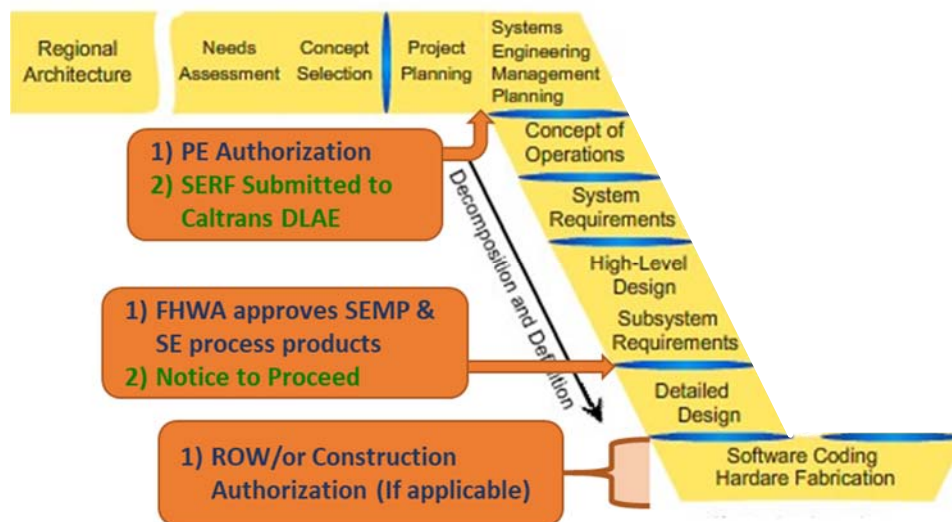 Regional
Architecture
Needs
Assessment
Concept
Selection
Project
Planning
Systems
Engineering
Management
Planning
1) PE Authorization
2) SERF Submitted to
Caltrans DLAE
Concept of
Operations
System
Requirements
High-Level
Design
Subsystem
Requirements
Decomposition and Definition
1) FHWA approves SEMP &
SE process products
2) Notice to Proceed
Detailed
Design
1) ROW/or Construction
Authorization (If applicable)
Software Coding
Hardare Fabrication